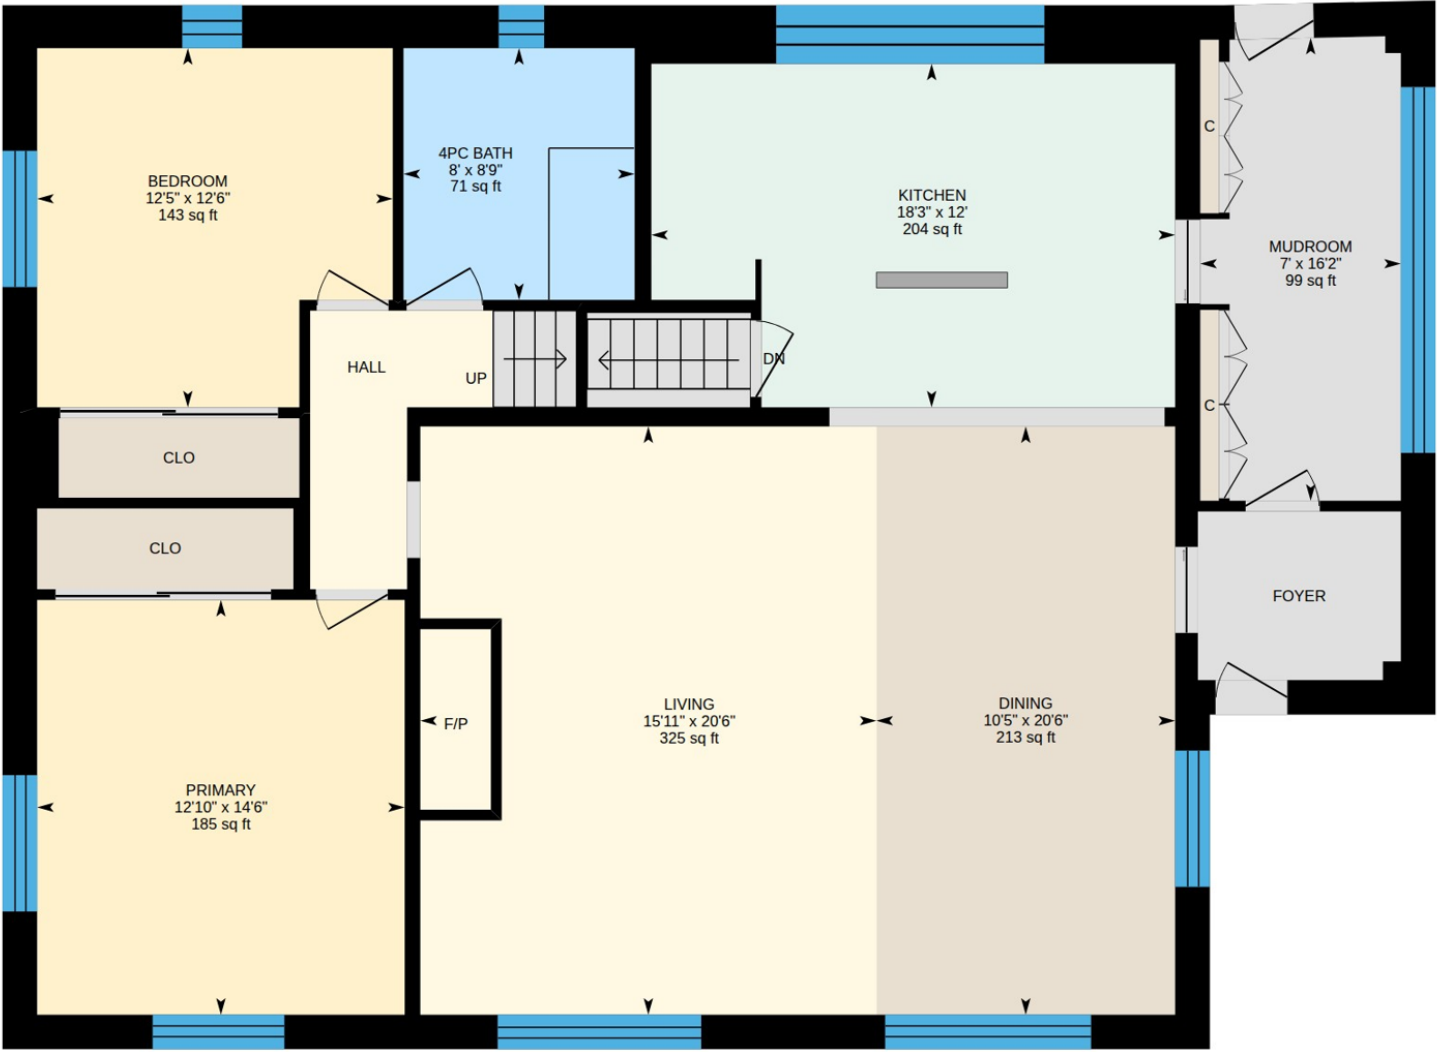 BEDROOM
12'5" x 12'6"
143 sq ft
4PC BATH
8' x 8'9"
71 sq ft
KITCHEN
18'3" x 12'
204 sq ft
C
MUDROOM
7' x 16'2"
99 sq ft
HALL
UP
DN
C
CLO
CLO
FOYER
F/P
LIVING
15'11" x 20'6"
325 sq ft
DINING
10'5" x 20'6"
213 sq ft
PRIMARY
12'10" x 14'6"
185 sq ft